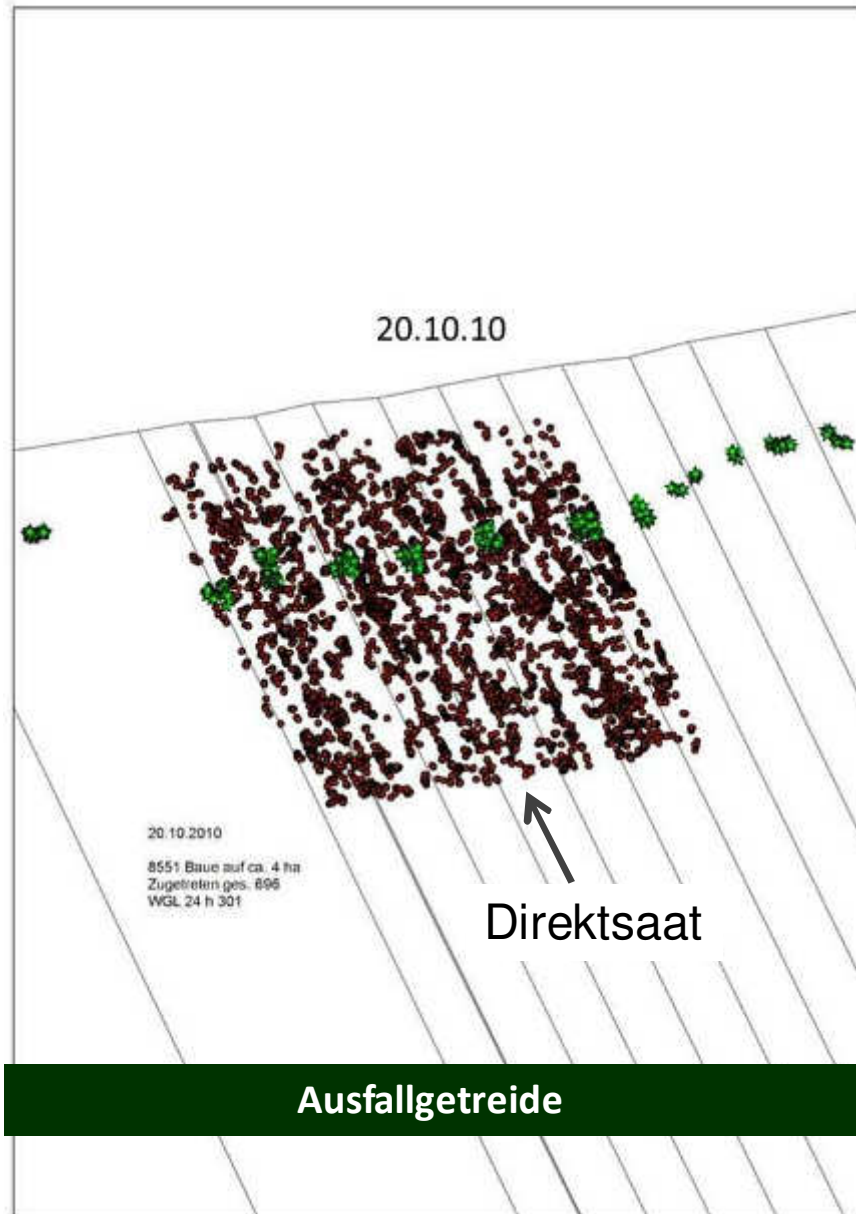 20.10.10
20.10.2010
8551 Baue auf ca. 4 ha
Zugetreten ges. 696
WGL 24 h 301
Direktsaat
Ausfallgetreide